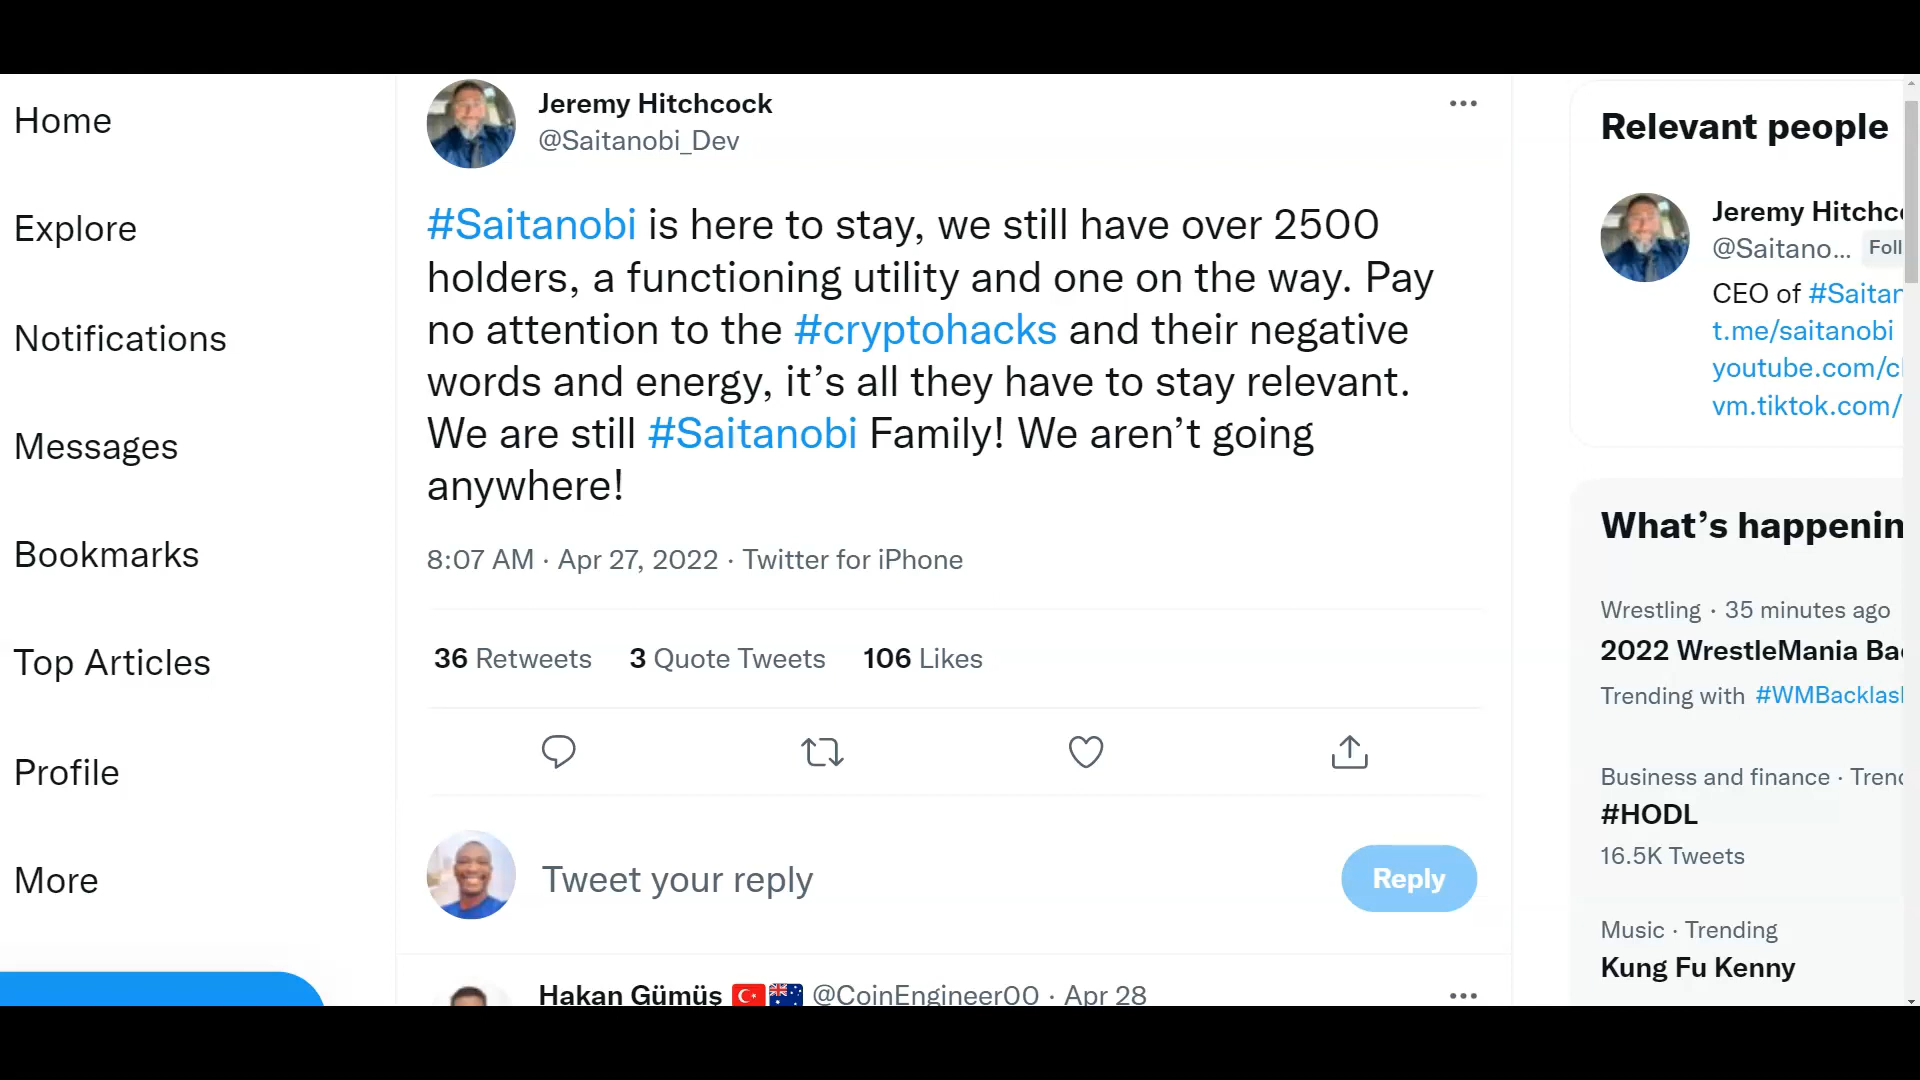 Home
Explore
Notifications
Messages
Bookmarks
Top Articles
Profile
More
Jeremy Hitchcock
@Saitanobi_Dev
#Saitanobi is here to stay, we still have over 2500
holders, a functioning utility and one on the way. Pay
no attention to the #cryptohacks and their negative
words and energy, it’s all they have to stay relevant.
We are still #Saitanobi Family! We aren’t going
anywhere!
8:07 AM · Apr 27, 2022 · Twitter for iPhone
36 Retweets 3 Quote Tweets 106 Likes
Tweet your reply
Reply
Hakan Gümüş @CoinEngineer00 · Apr 28
Relevant people
Jeremy Hitchc
@Saitano... Foll
CEO of #Saitan
t.me/saitanobi
youtube.com/c
vm.tiktok.com/
What’s happenin
Wrestling · 35 minutes ago
2022 WrestleMania Bac
Trending with #WMBacklash
Business and finance · Trend
#HODL
16.5K Tweets
Music · Trending
Kung Fu Kenny